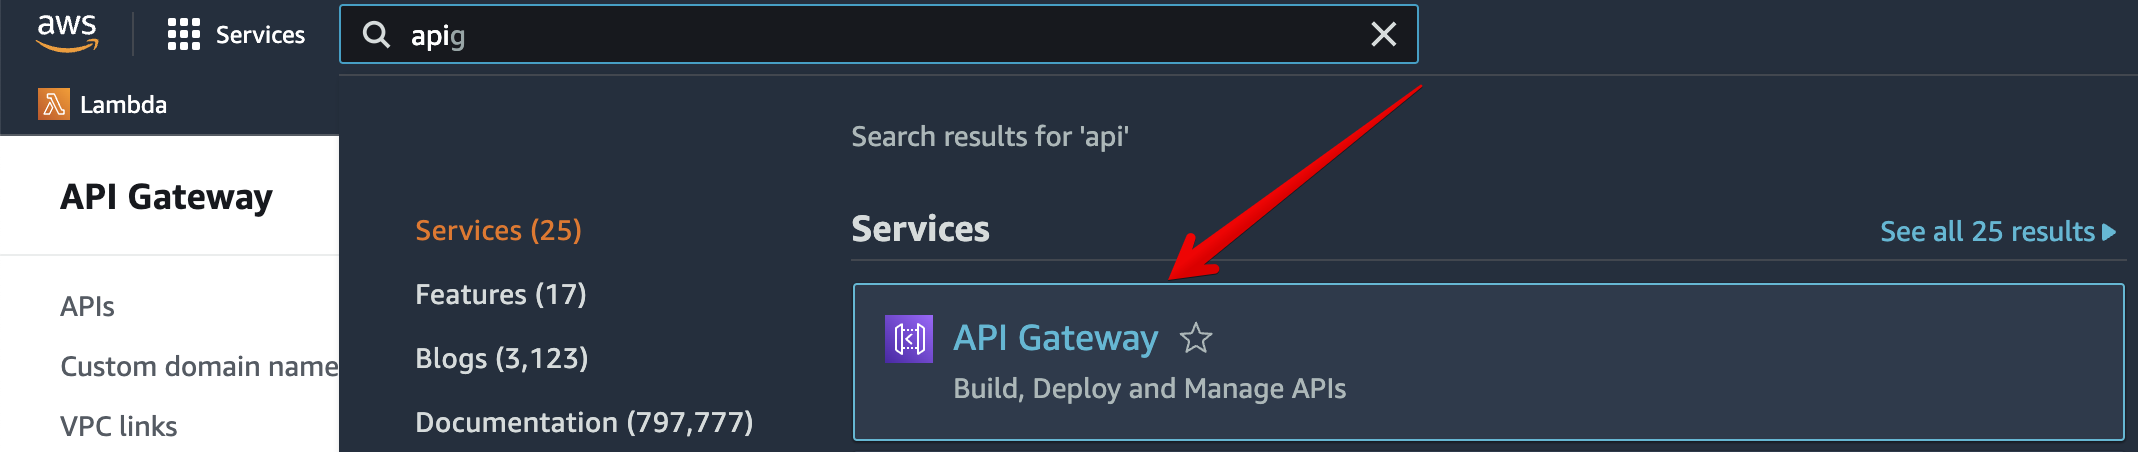 aws
Services
apig
Lambda
Search results for 'api'
API Gateway
APIs
Custom domain name
VPC links
Services (25)
Features (17)
Blogs (3,123)
Documentation (797,777)
Services
See all 25 results
API Gateway
Build, Deploy and Manage APIs